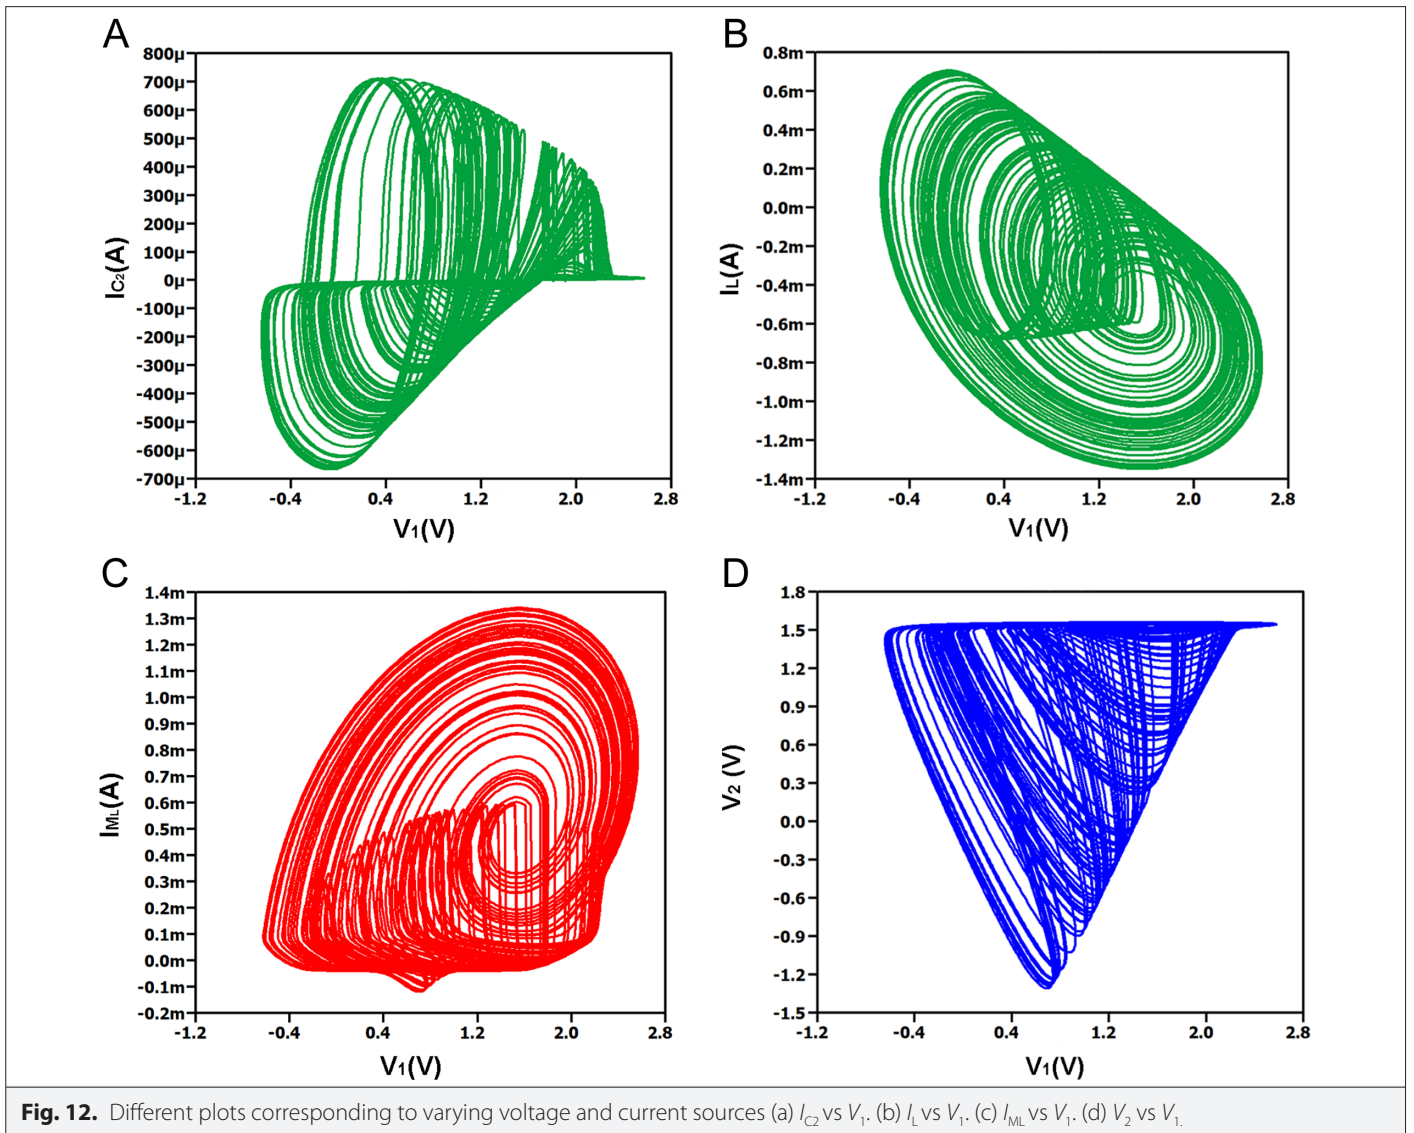 A
800µ
700µ
600µ
500µ
400µ
300µ
200µ
100µ
0µ
-100µ
-200µ
-300µ
-400µ
-500µ
-600µ
-700µ
IC2(A)
-1.2 -0.4 0.4 1.2 2.0 2.8
V1(V)
B
0.8m
0.6m
0.4m
0.2m
0.0m
-0.2m
-0.4m
-0.6m
-0.8m
-1.0m
-1.2m
-1.4m
IL(A)
-1.2 -0.4 0.4 1.2 2.0 2.8
V1(V)
C
1.4m
1.3m
1.2m
1.1m
1.0m
0.9m
0.8m
0.7m
0.6m
0.5m
0.4m
0.3m
0.2m
0.1m
0.0m
-0.1m
-0.2m
IML(A)
-1.2 -0.4 0.4 1.2 2.0 2.8
V1(V)
D
1.8
1.5
1.2
0.9
0.6
0.3
0.0
-0.3
-0.6
-0.9
-1.2
-1.5
V2 (V)
-1.2 -0.4 0.4 1.2 2.0 2.8
V1(V)
Fig. 12. Different plots corresponding to varying voltage and current sources (a) IC2 vs V1. (b) IL vs V1. (c) IML vs V1. (d) V2 vs V1.